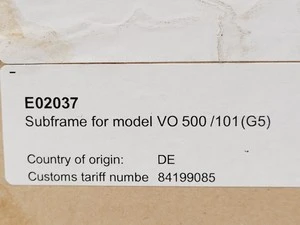 E02037
Subframe for model VO 500 /101(G5)
Country of origin: DE
Customs tariff numbe 84199085